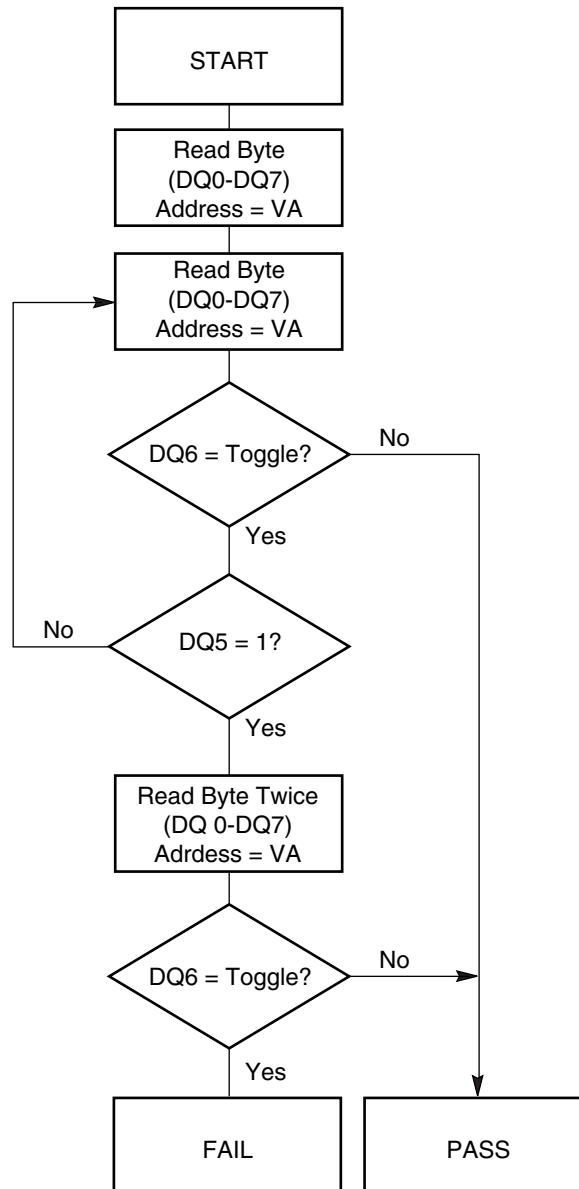 START
Read Byte
(DQ0-DQ7)
Address = VA
Read Byte
(DQ0-DQ7)
Address = VA
DQ6 = Toggle?
No
Yes
No
DQ5 = 1?
Yes
Read Byte Twice
(DQ 0-DQ7)
Adrdess = VA
DQ6 = Toggle?
No
Yes
FAIL
PASS